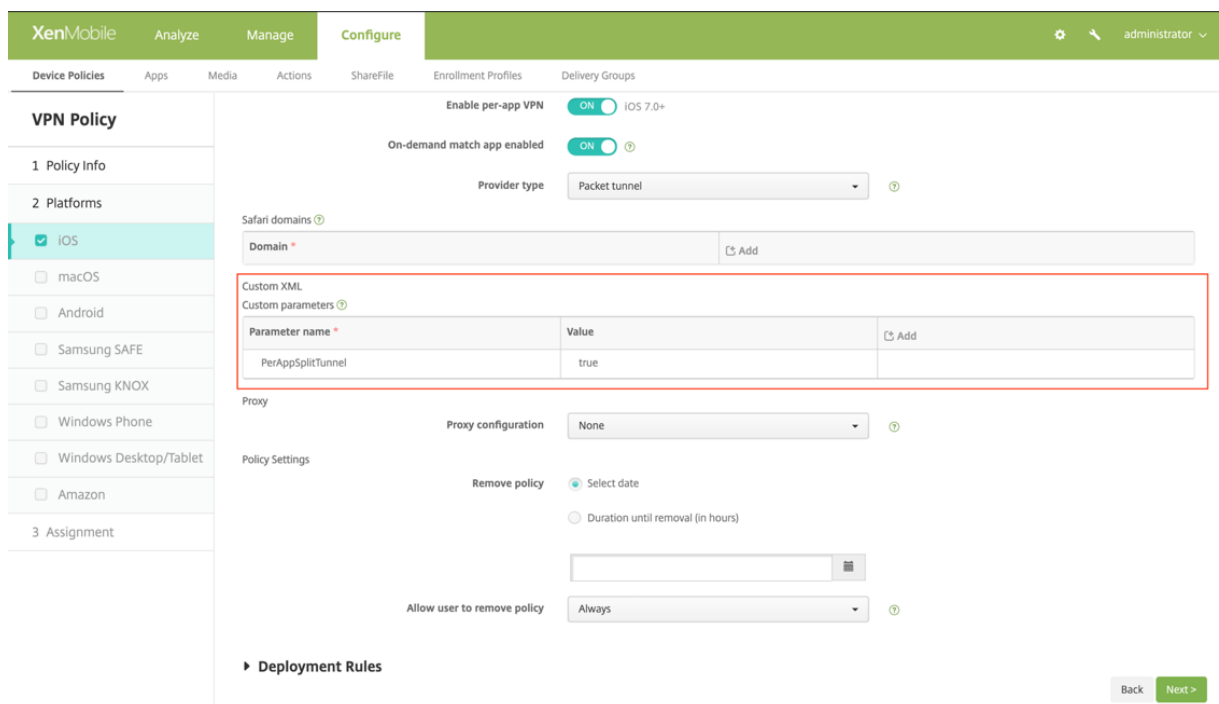 XenMobile Analyze Manage Configure administrator
Device Policies Apps Media Actions ShareFile Enrollment Profiles Delivery Groups
VPN Policy
1 Policy Info
2 Platforms
iOS
macOS
Android
Samsung SAFE
Samsung KNOX
Windows Phone
Windows Desktop/Tablet
Amazon
3 Assignment
Enable per-app VPN ON iOS 7.0+
On-demand match app enabled ON ?
Provider type Packet tunnel ?
Safari domains ?
Domain * Add
Custom XML
Custom parameters ?
Parameter name * Value Add
PerAppSplitTunnel true
Proxy
Proxy configuration None ?
Policy Settings
Remove policy Select date
Duration until removal (in hours)
Allow user to remove policy Always ?
Deployment Rules
Back Next >